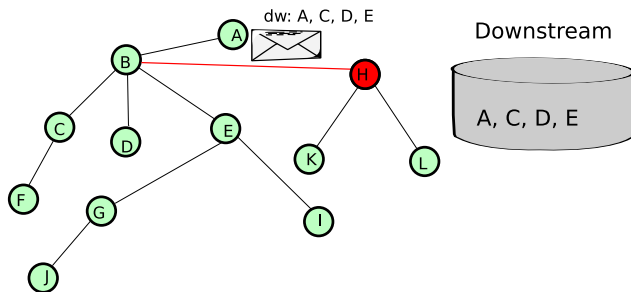 dw: A, C, D, E
A
Downstream
B
H
A, C, D, E
C
D
E
K
L
F
G
I
J